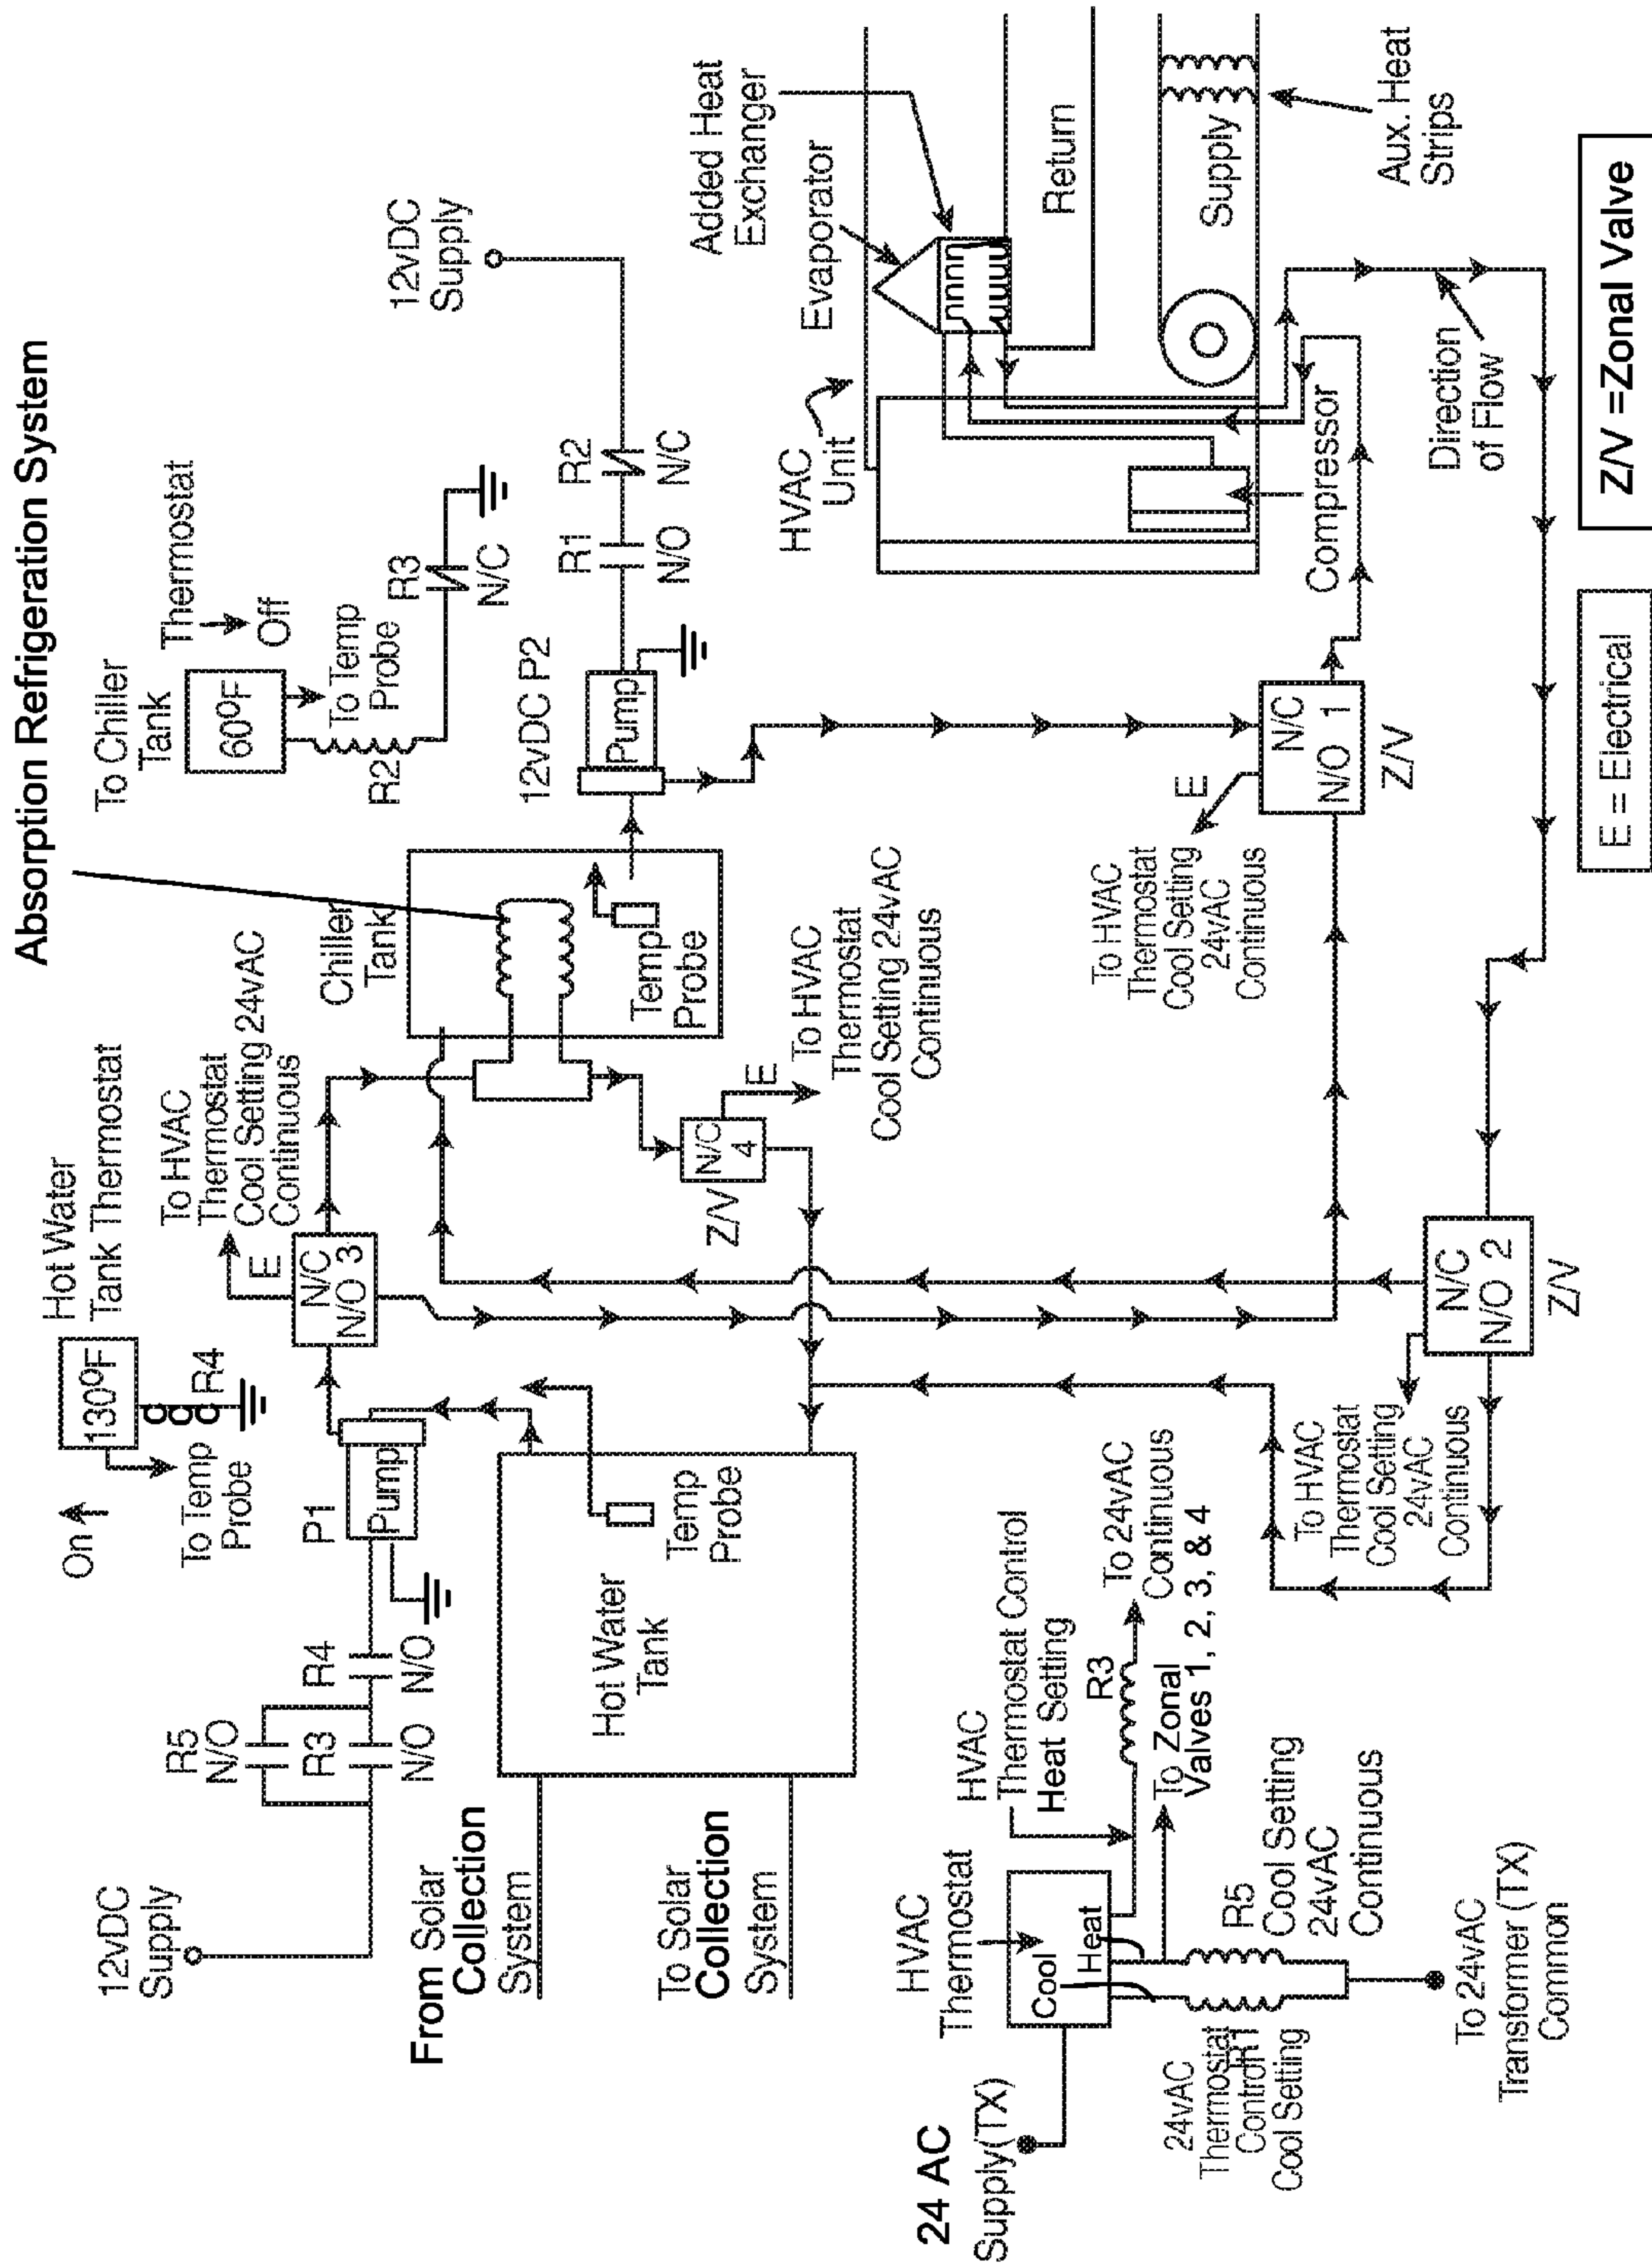 Absorption Refrigeration System
Hot Water
Tank Thermostat
On
130ºF
R4
To Temp
Probe
To HVAC
Thermostat
Cool Setting 24vAC
Continuous
E
N/C
N/O 3
To Chiller
Tank
60ºF
Thermostat
Off
To Temp
Probe
R2
R3
N/C
12vDC
Supply
R5
N/O
R3
N/O
R4
N/O
P1
Pump
Chiller
Tank
Temp
Probe
12vDC P2
Pump
R1
N/O
R2
N/C
12vDC
Supply
From Solar
Collection
System
To Solar
Collection
System
Hot Water
Tank
Temp
Probe
N/C
4
Z/V
E
To HVAC
Thermostat
Cool Setting 24vAC
Continuous
HVAC
Unit
Evaporator
Added Heat
Exchanger
Return
Supply
Aux. Heat
Strips
Compressor
Direction
of Flow
To HVAC
Thermostat
Cool Setting
24vAC
Continuous
E
N/C
N/O 1
Z/V
24 AC
Supply(TX)
HVAC
Thermostat
Cool
Heat
HVAC
Thermostat Control
Heat Setting
R3
To 24vAC
Continuous
To Zonal
Valves 1, 2, 3, & 4
24vAC
Thermostat
Control
R1
Cool Setting
R5
Cool Setting
24vAC
Continuous
To 24vAC
Transformer (TX)
Common
To HVAC
Thermostat
Cool Setting
24vAC
Continuous
N/C
N/O 2
Z/V
E = Electrical
Z/V =Zonal Valve